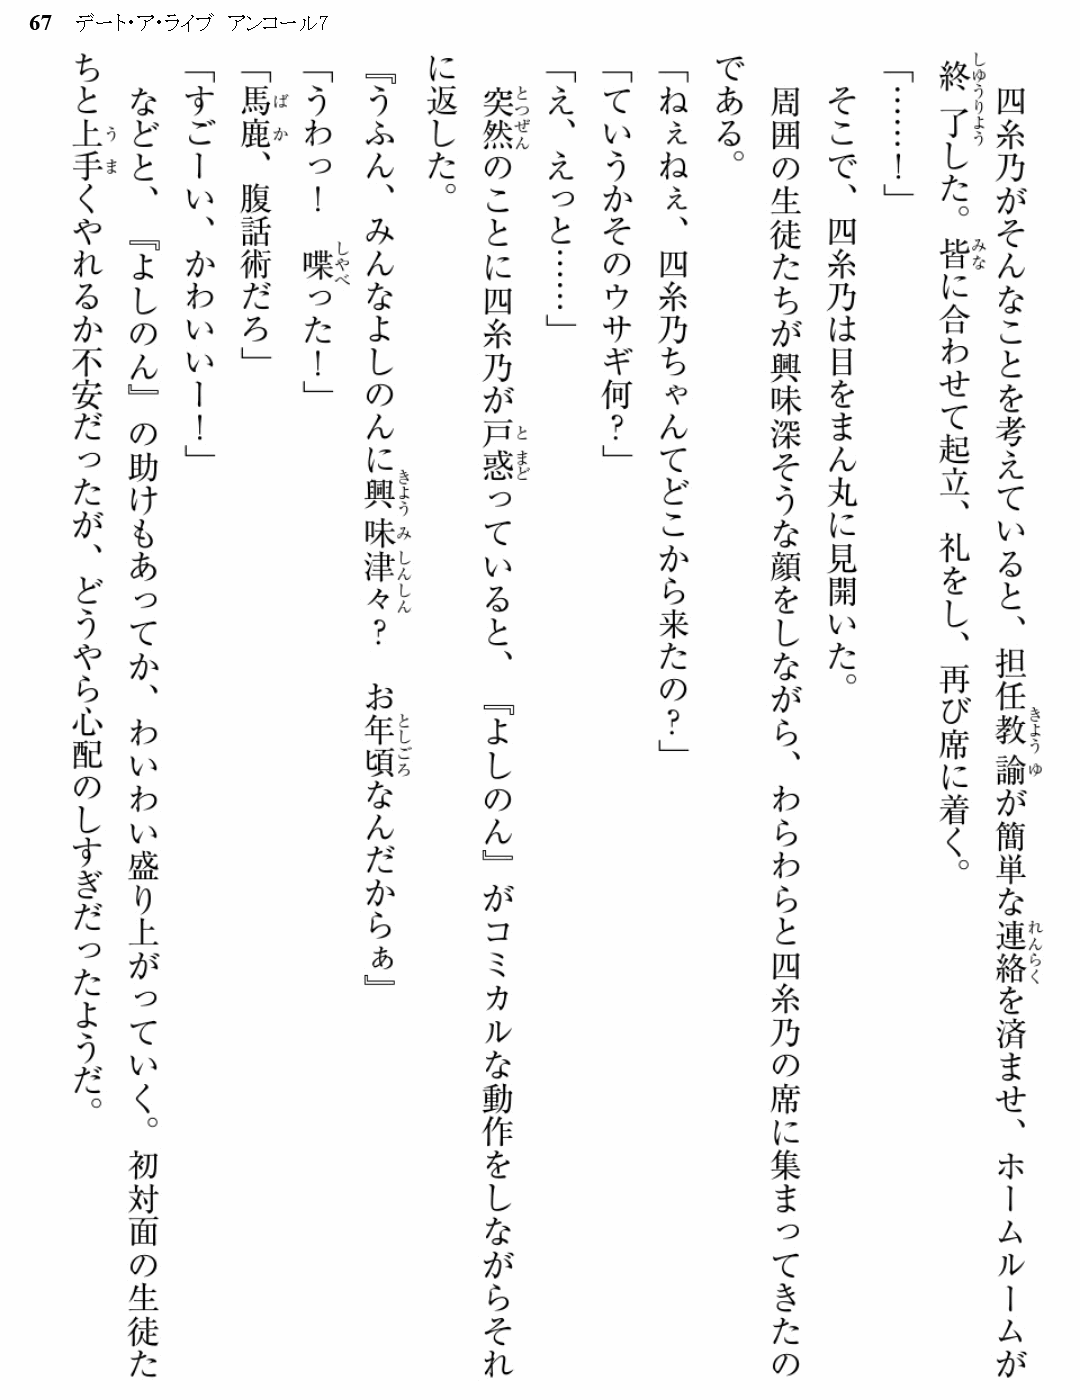 67 デート・ア・ライブ アンコール7
四糸乃がそんなことを考えていると、担任教諭が簡単な連絡を済ませ、ホームルームが
終了した。皆に合わせて起立、礼をし、再び席に着く。
「……！」
そこで、四糸乃は目をまん丸に見開いた。
周囲の生徒たちが興味深そうな顔をしながら、わらわらと四糸乃の席に集まってきたの
である。
「ねぇねぇ、四糸乃ちゃんてどこから来たの？」
「ていうかそのウサギ何？」
「え、えっと……」
突然のことに四糸乃が戸惑っていると、『よしのん』がコミカルな動作をしながらそれ
に返した。
『うふん、みんなよしのんに興味津々？　お年頃なんだからぁ』
「うわっ！　喋った！」
「馬鹿、腹話術だろ」
「すごーい、かわいいー！」
などと、『よしのん』の助けもあってか、わいわい盛り上がっていく。初対面の生徒た
ちと上手くやれるか不安だったが、どうやら心配のしすぎだったようだ。